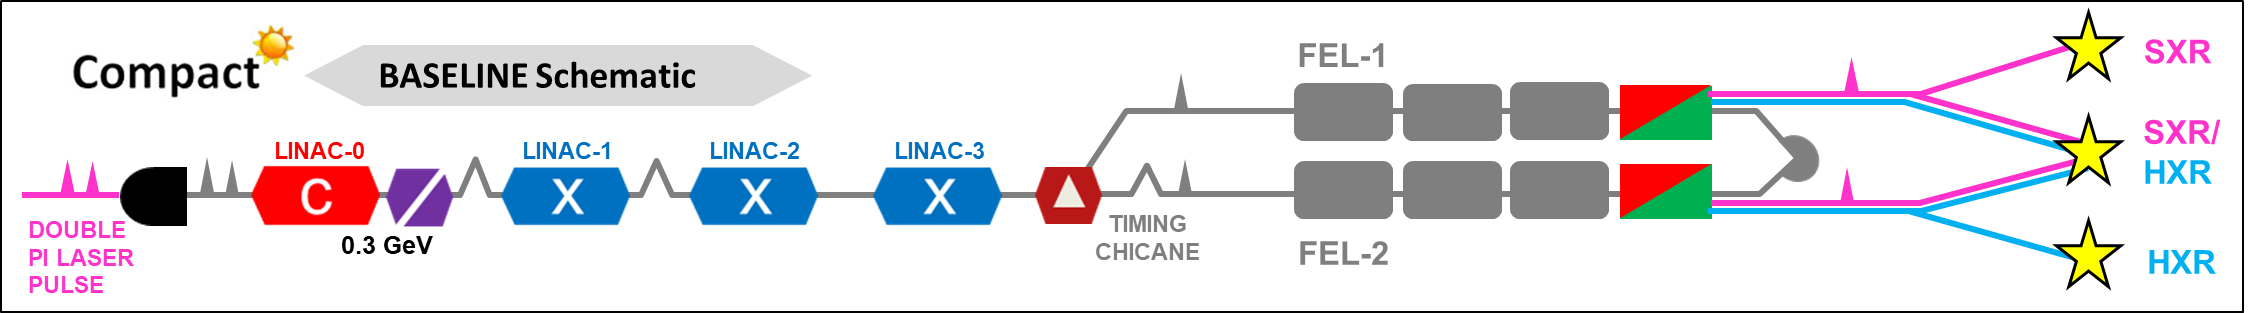 Compact
BASELINE Schematic
FEL-1
SXR
LINAC-0
LINAC-1
LINAC-2
LINAC-3
SXR/
HXR
C
X
X
X
DOUBLE
PI LASER
PULSE
0.3 GeV
TIMING
CHICANE
FEL-2
HXR